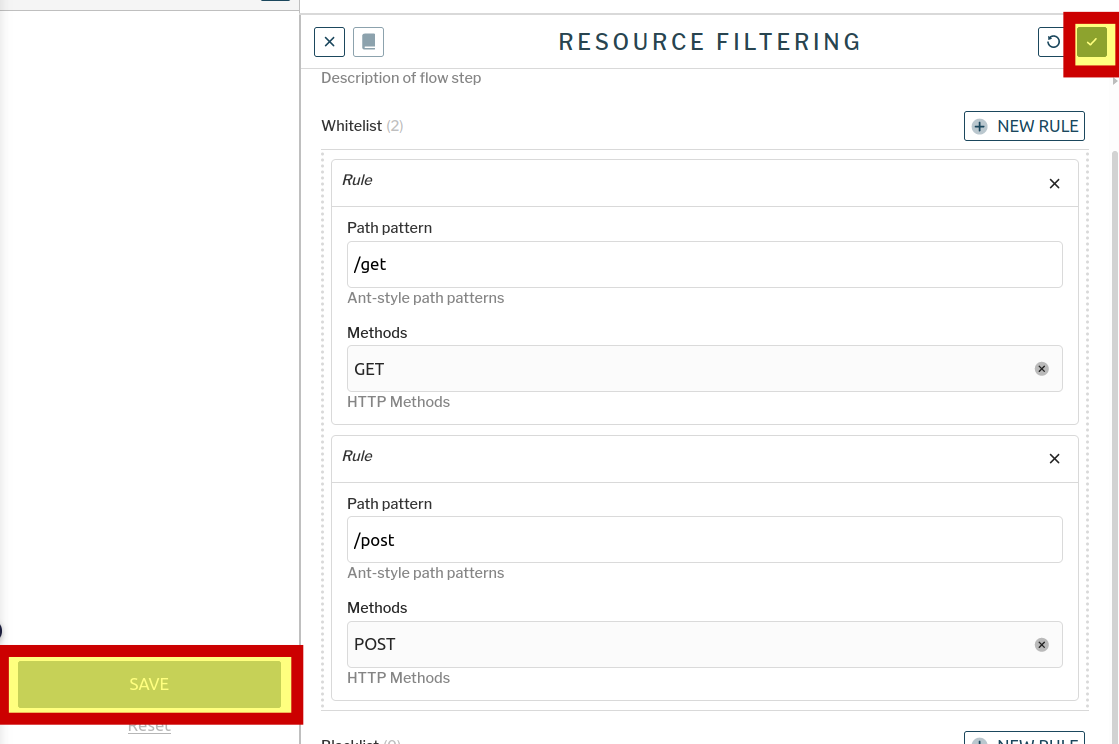 RESOURCE FILTERING
Description of flow step
Whitelist (2)
NEW RULE
Rule
Path pattern
/get
Ant-style path patterns
Methods
GET
HTTP Methods
Rule
Path pattern
/post
Ant-style path patterns
Methods
POST
HTTP Methods
SAVE
Reset
Blacklist (0)
NEW RULE